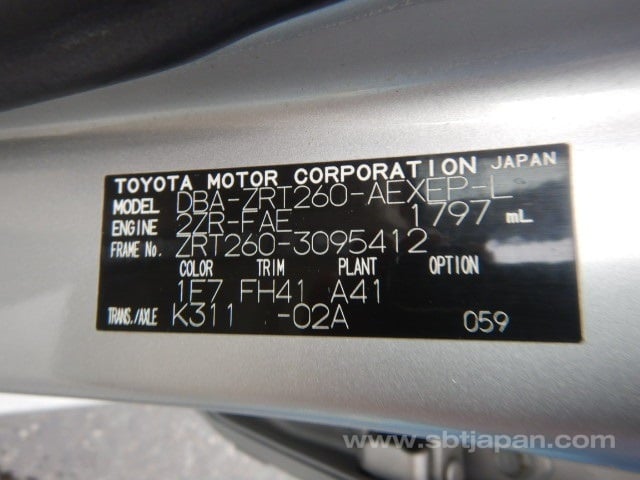 TOYOTA MOTOR CORPORATION JAPAN
MODEL DBA-ZRT260-AEXEP-L
ENGINE 2ZR-FAE 1797 mL
FRAME No. ZRT260-3095412
COLOR TRIM PLANT OPTION
1F7 FH41 A41
TRANS./AXLE K311 -02A 059
www.sbtjapan.com